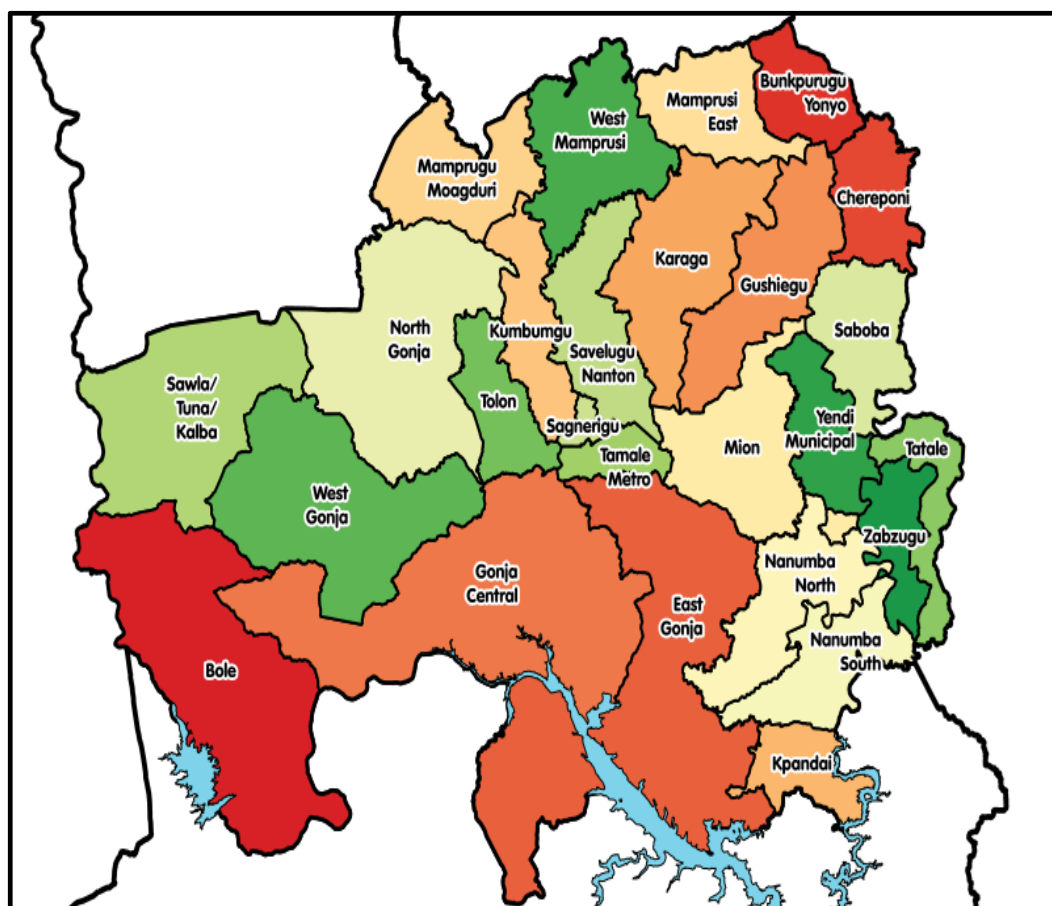 Bunkpurugu
Yonyo
Mamprusi
East
West
Mamprusi
Mamprugu
Moagduri
Chereponi
Karaga
Gushiegu
Saboba
North
Gonja
Kumbumgu
Savelugu
Nanton
Sawla/
Tuna/
Kalba
Tolon
Sagnerigu
Yendi
Municipal
Mion
Tatale
Tamale
Metro
West
Gonja
Zabzugu
Nanumba
North
Gonja
Central
East
Gonja
Nanumba
South
Bole
Kpandai